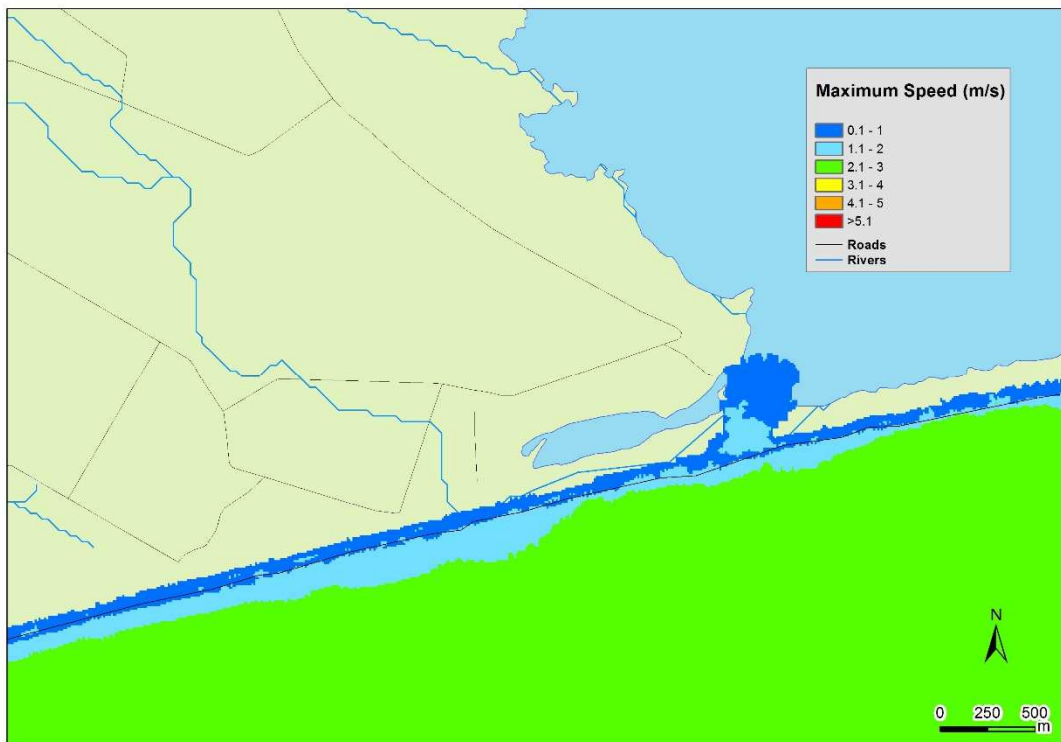 Maximum Speed (m/s)
0.1 - 1
1.1 - 2
2.1 - 3
3.1 - 4
4.1 - 5
>5.1
Roads
Rivers
N
0 250 500
m